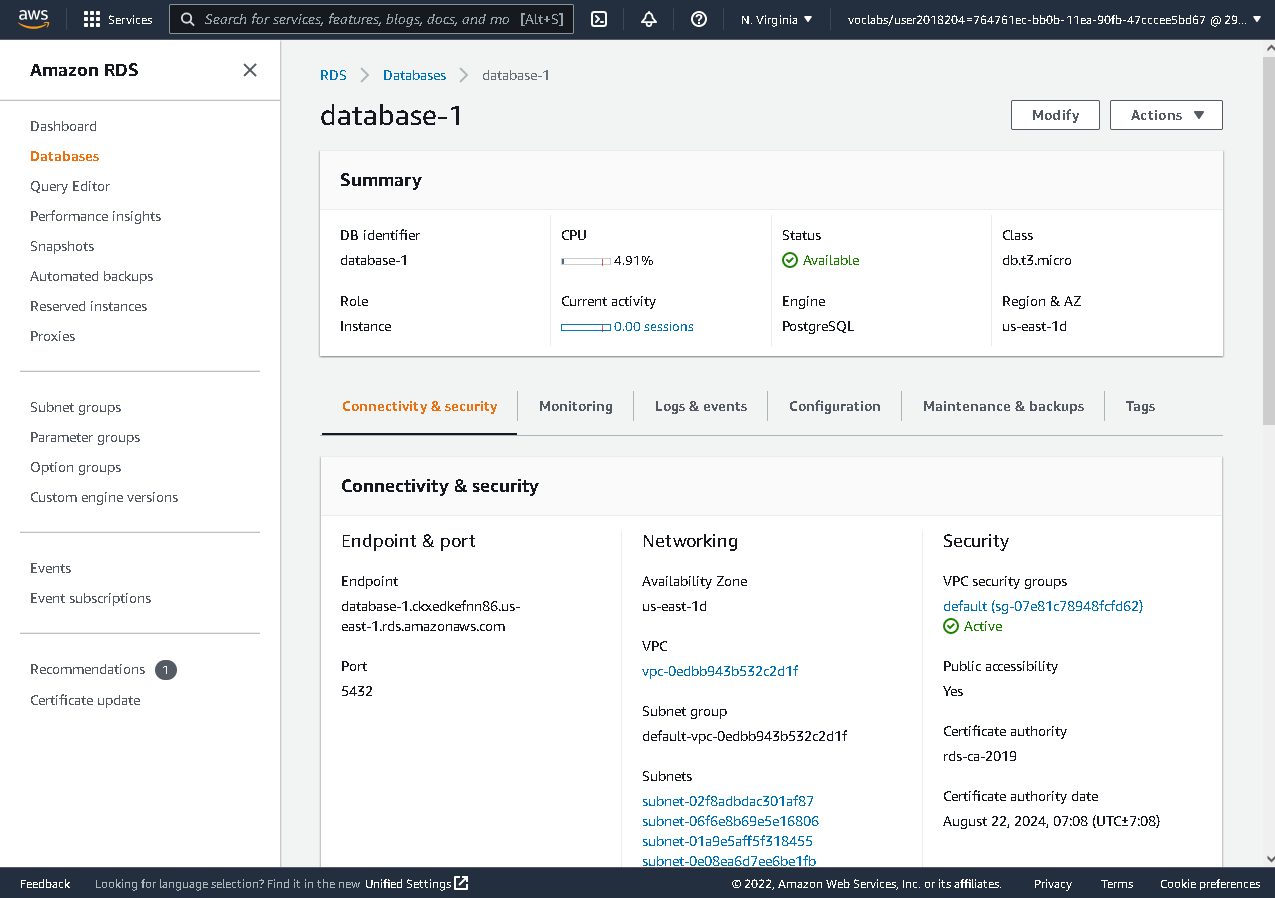 aws
Services
Search for services, features, blogs, docs, and mo [Alt+S]
N. Virginia
voclabs/user2018204=764761ec-bb0b-11ea-90fb-47cccee5bd67 @ 29...
Amazon RDS
Dashboard
Databases
Query Editor
Performance insights
Snapshots
Automated backups
Reserved instances
Proxies
Subnet groups
Parameter groups
Option groups
Custom engine versions
Events
Event subscriptions
Recommendations 1
Certificate update
RDS > Databases > database-1
database-1
Modify
Actions
Summary
DB identifier
database-1
Role
Instance
CPU
4.91%
Current activity
0.00 sessions
Status
Available
Engine
PostgreSQL
Class
db.t3.micro
Region & AZ
us-east-1d
Connectivity & security
Monitoring
Logs & events
Configuration
Maintenance & backups
Tags
Connectivity & security
Endpoint & port
Endpoint
database-1.ckxedkefnn86.us-
east-1.rds.amazonaws.com
Port
5432
Networking
Availability Zone
us-east-1d
VPC
vpc-0edbb943b532c2d1f
Subnet group
default-vpc-0edbb943b532c2d1f
Subnets
subnet-02f8adbdac301af87
subnet-06f6e8b69e5e16806
subnet-01a9e5aff5f318455
subnet-0e08ea6d7ee6be1fb
Security
VPC security groups
default (sg-07e81c78948fcfd62)
Active
Public accessibility
Yes
Certificate authority
rds-ca-2019
Certificate authority date
August 22, 2024, 07:08 (UTC±7:08)
Feedback
Looking for language selection? Find it in the new Unified Settings
© 2022, Amazon Web Services, Inc. or its affiliates.
Privacy
Terms
Cookie preferences